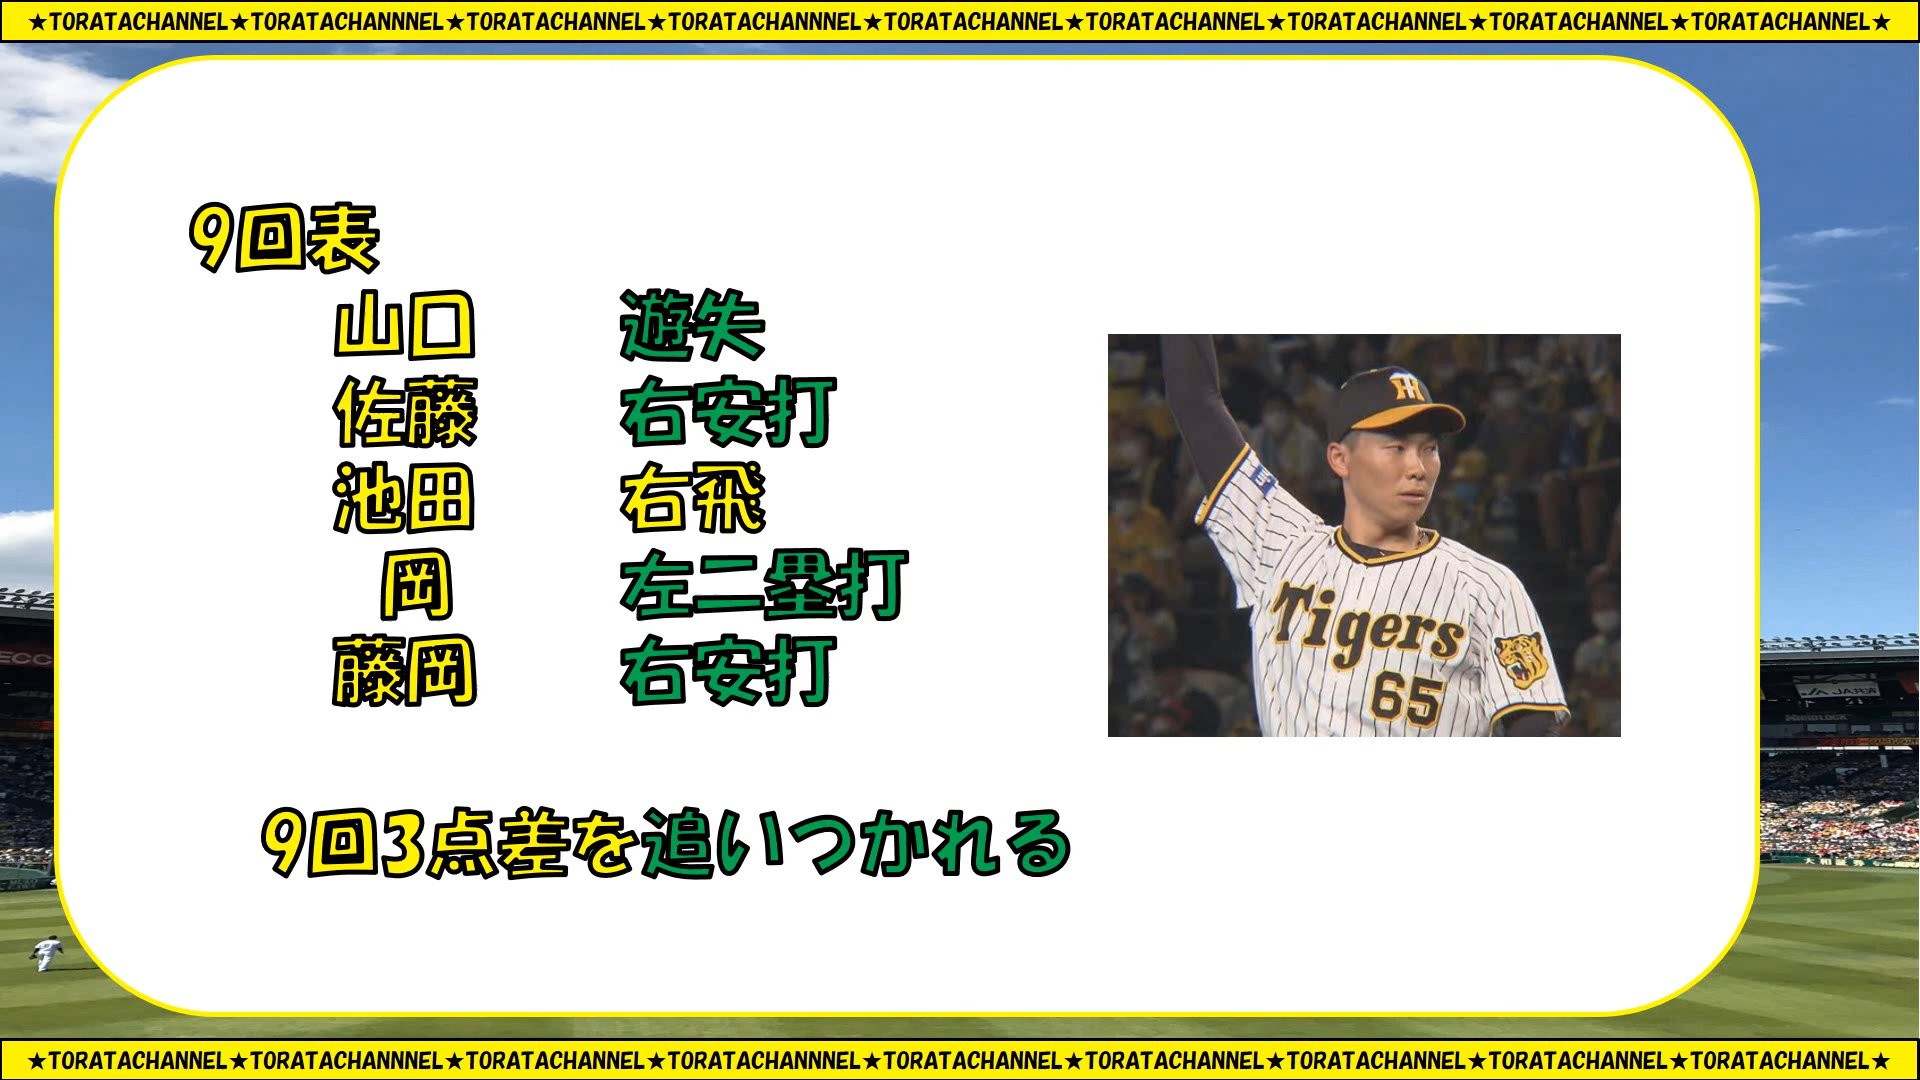 ★TORATACHANNEL★TORATACHANNNEL★TORATACHANNEL★TORATACHANNNEL★TORATACHANNEL★TORATACHANNEL★TORATACHANNEL★TORATACHANNEL★TORATACHANNEL★
9回表
山口 遊失
佐藤 右安打
池田 右飛
岡 左二塁打
藤岡 右安打
Tigers
65
9回3点差を追いつかれる
★TORATACHANNEL★TORATACHANNNEL★TORATACHANNEL★TORATACHANNNEL★TORATACHANNEL★TORATACHANNEL★TORATACHANNEL★TORATACHANNEL★TORATACHANNEL★